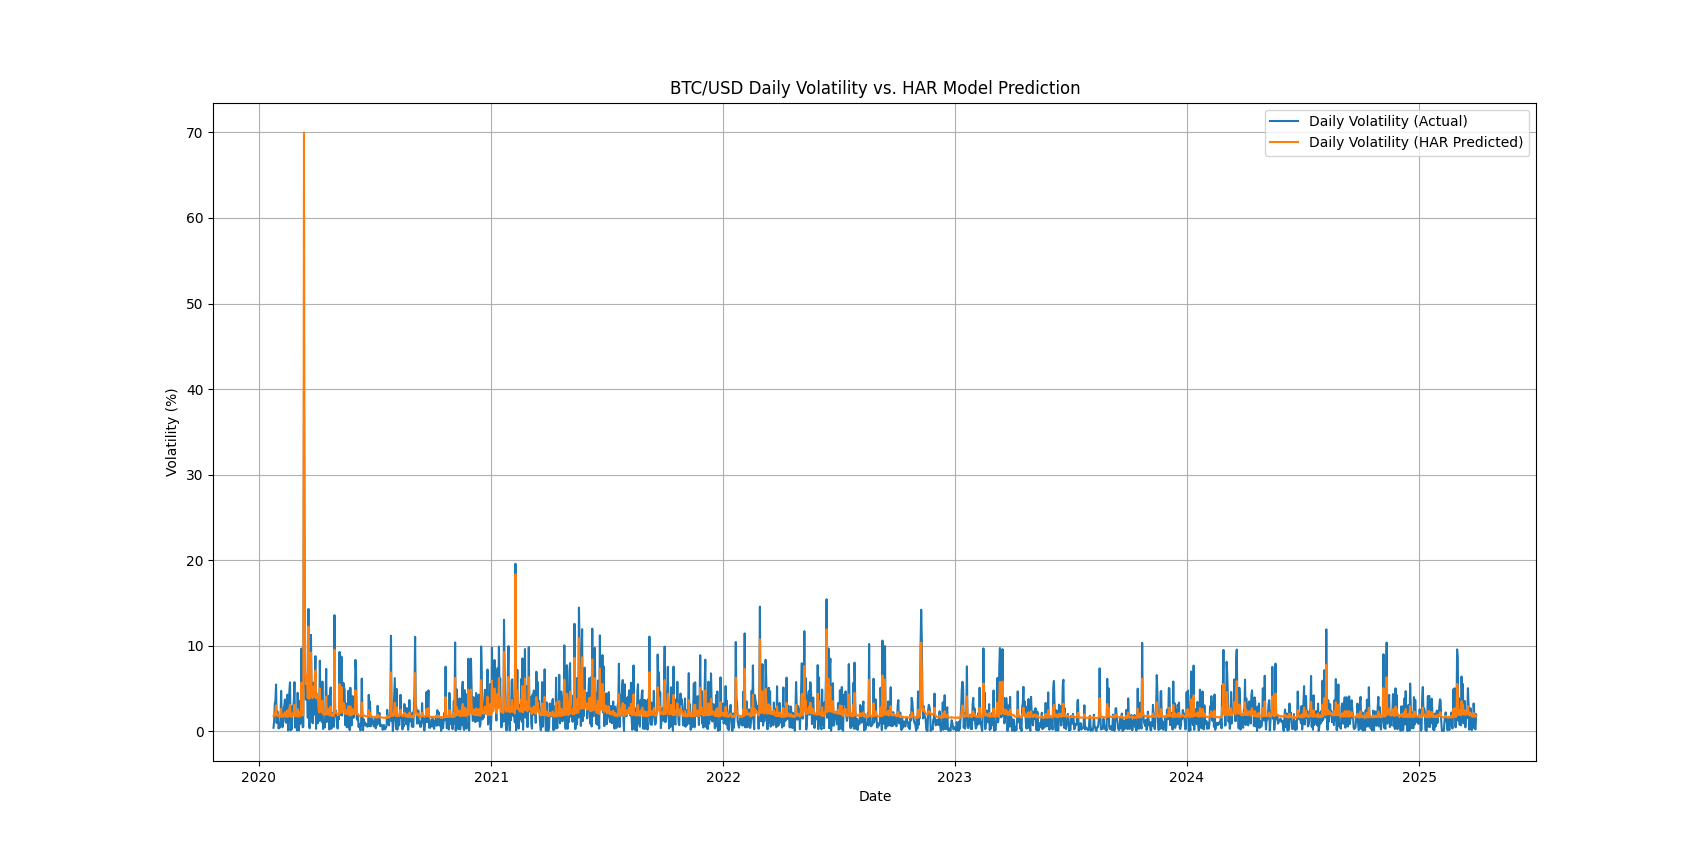 BTC/USD Daily Volatility vs. HAR Model Prediction
Daily Volatility (Actual)
Daily Volatility (HAR Predicted)
Volatility (%)
70
60
50
40
30
20
10
0
2020
2021
2022
2023
2024
2025
Date